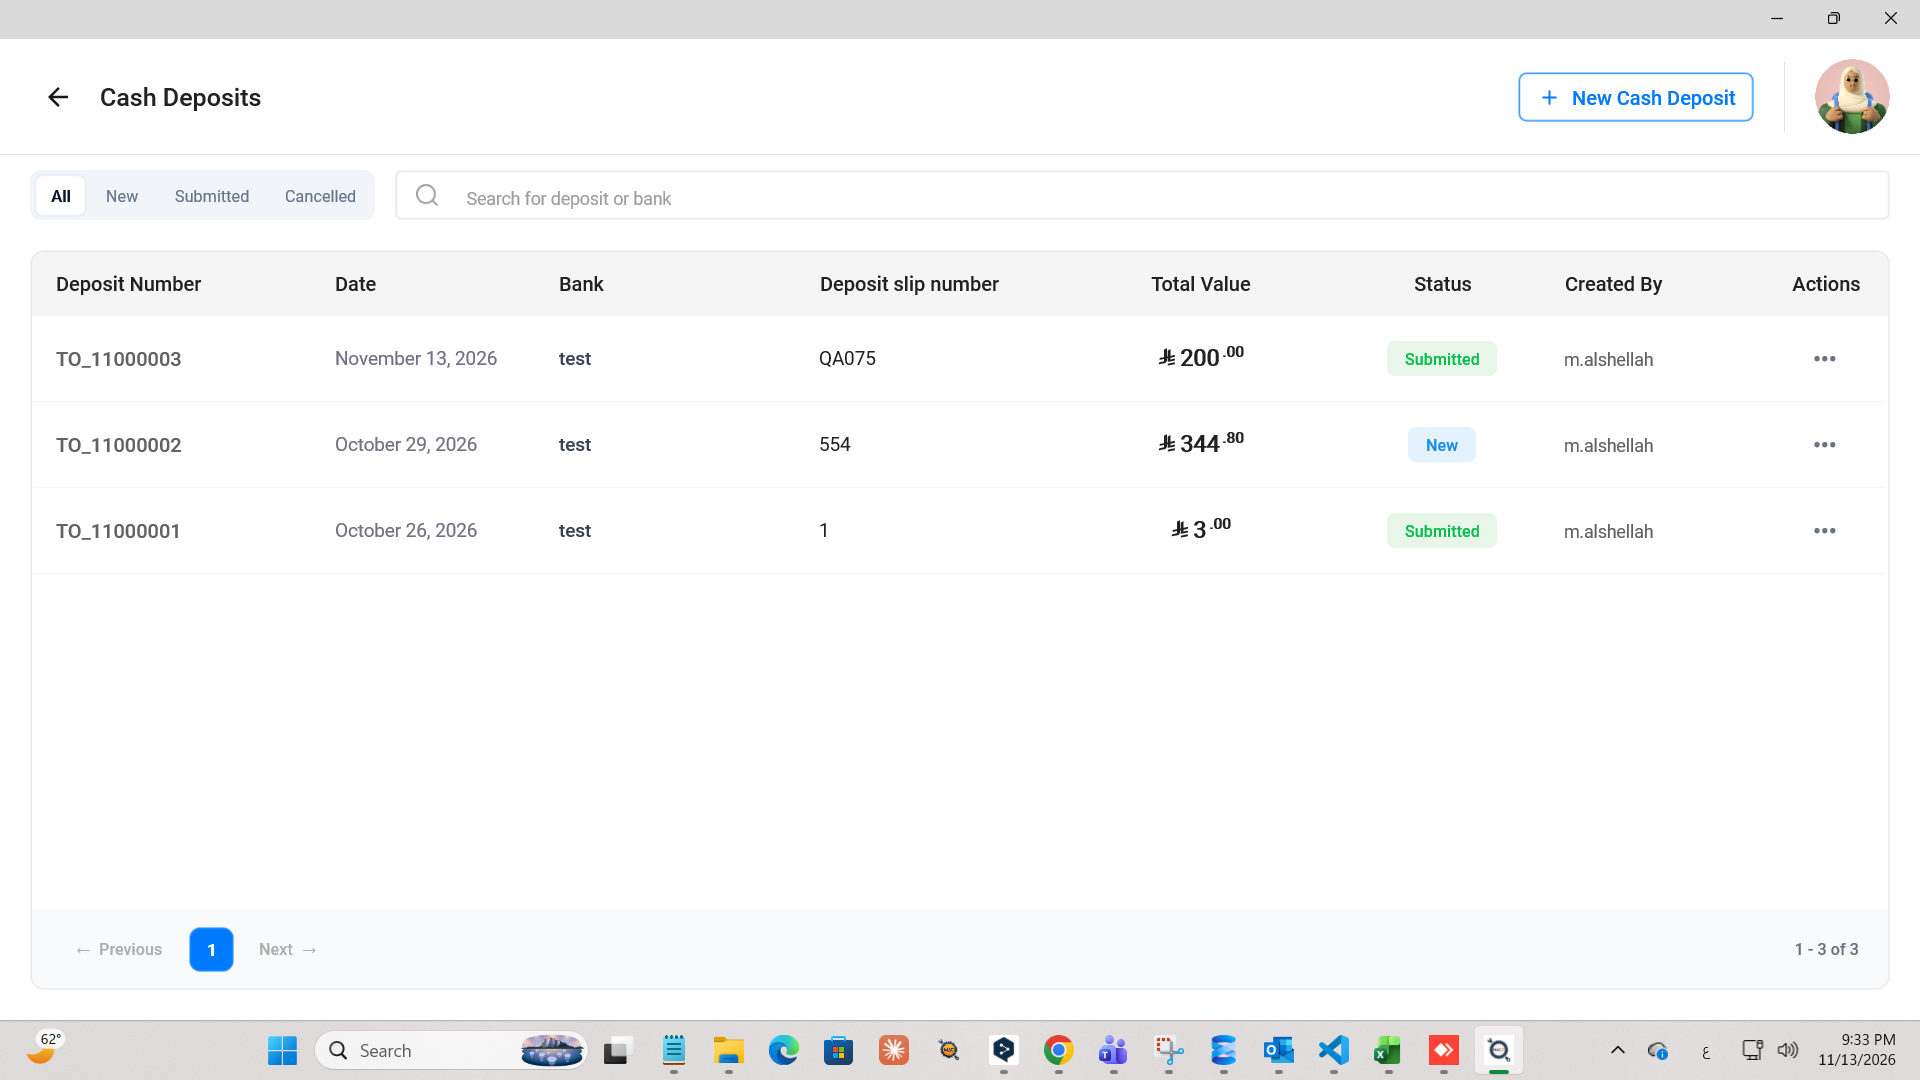 Cash Deposits
+ New Cash Deposit
All New Submitted Cancelled
Search for deposit or bank
Deposit Number Date Bank Deposit slip number Total Value Status Created By Actions
TO_11000003 November 13, 2026 test QA075 200.00 Submitted m.alshellah •••
TO_11000002 October 29, 2026 test 554 344.80 New m.alshellah •••
TO_11000001 October 26, 2026 test 1 3.00 Submitted m.alshellah •••
← Previous 1 Next →
1 - 3 of 3
62°
Search
ع
9:33 PM
11/13/2026